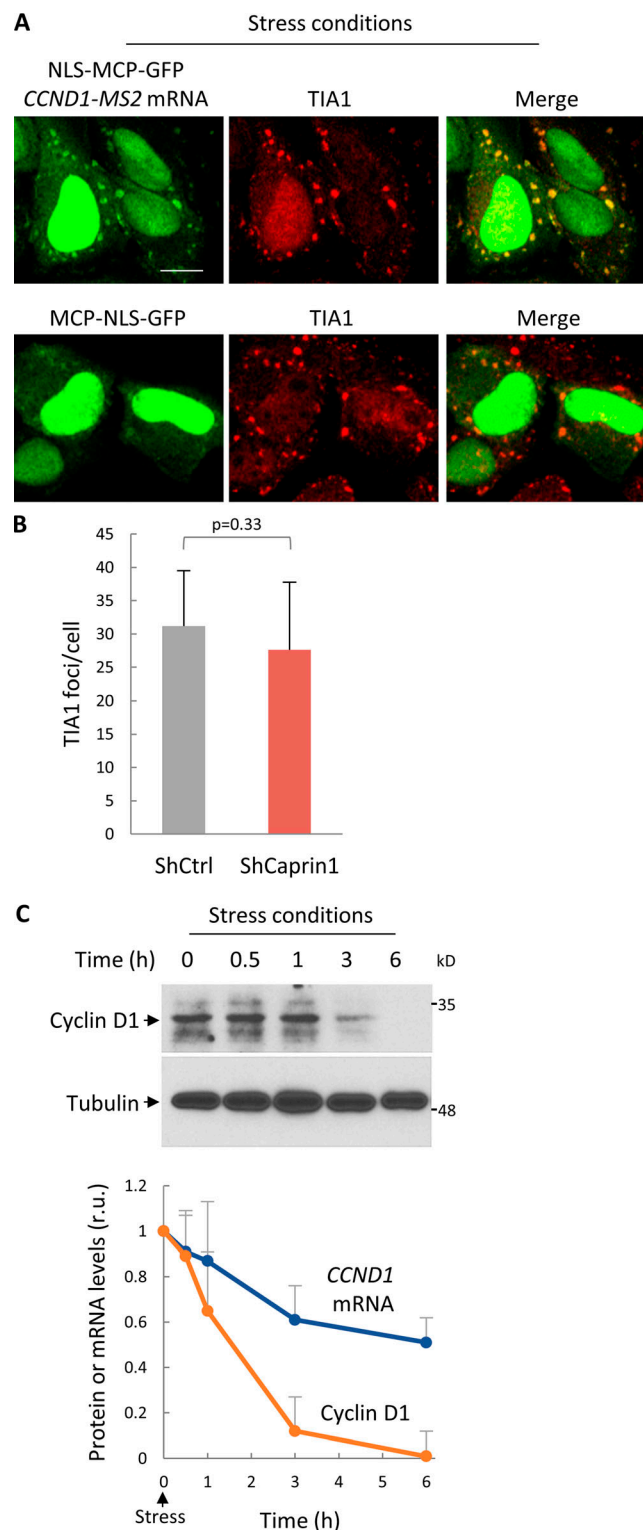 A
Stress conditions
NLS-MCP-GFP
CCND1-MS2 mRNA
TIA1
Merge
MCP-NLS-GFP
TIA1
Merge
B
p=0.33
45
40
35
30
25
20
15
10
5
0
TIA1 foci/cell
ShCtrl
ShCaprin1
C
Stress conditions
Time (h) 0 0.5 1 3 6 kD
Cyclin D1
35
Tubulin
48
1.2
1
0.8
0.6
0.4
0.2
0
Protein or mRNA levels (r.u.)
CCND1
mRNA
Cyclin D1
0 1 2 3 4 5 6
Stress
Time (h)